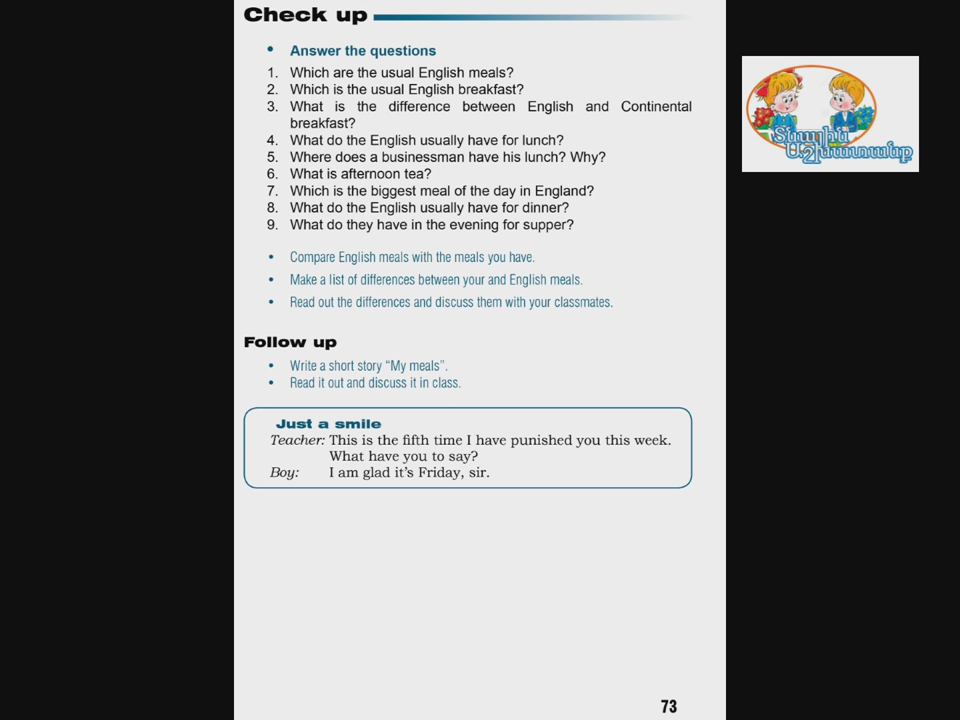 Check up
• Answer the questions
1. Which are the usual English meals?
2. Which is the usual English breakfast?
3. What is the difference between English and Continental
breakfast?
4. What do the English usually have for lunch?
5. Where does a businessman have his lunch? Why?
6. What is afternoon tea?
7. Which is the biggest meal of the day in England?
8. What do the English usually have for dinner?
9. What do they have in the evening for supper?
• Compare English meals with the meals you have.
• Make a list of differences between your and English meals.
• Read out the differences and discuss them with your classmates.
Follow up
• Write a short story “My meals”.
• Read it out and discuss it in class.
Just a smile
Teacher: This is the fifth time I have punished you this week.
What have you to say?
Boy: I am glad it’s Friday, sir.
73
Տնային
Աշխատանք